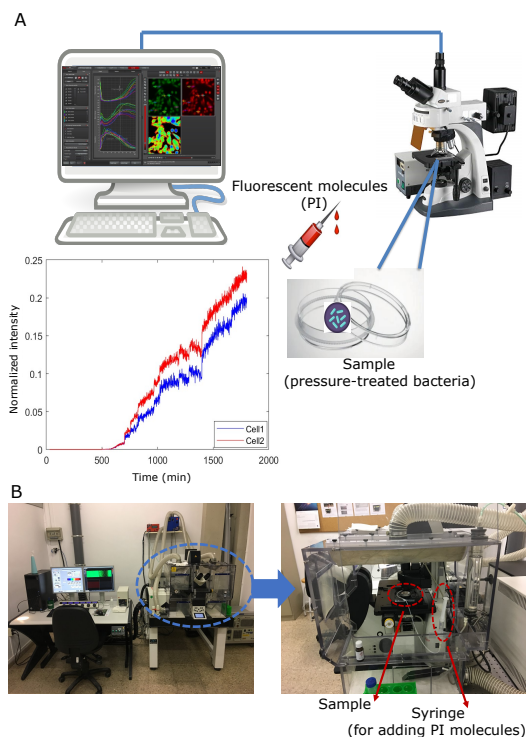 A
Fluorescent molecules
(PI)
Sample
(pressure-treated bacteria)
0.25
0.2
0.15
0.1
0.05
0
0
500
1000
1500
2000
Normalized intensity
Time (min)
Cell1
Cell2
B
Sample
Syringe
(for adding PI molecules)